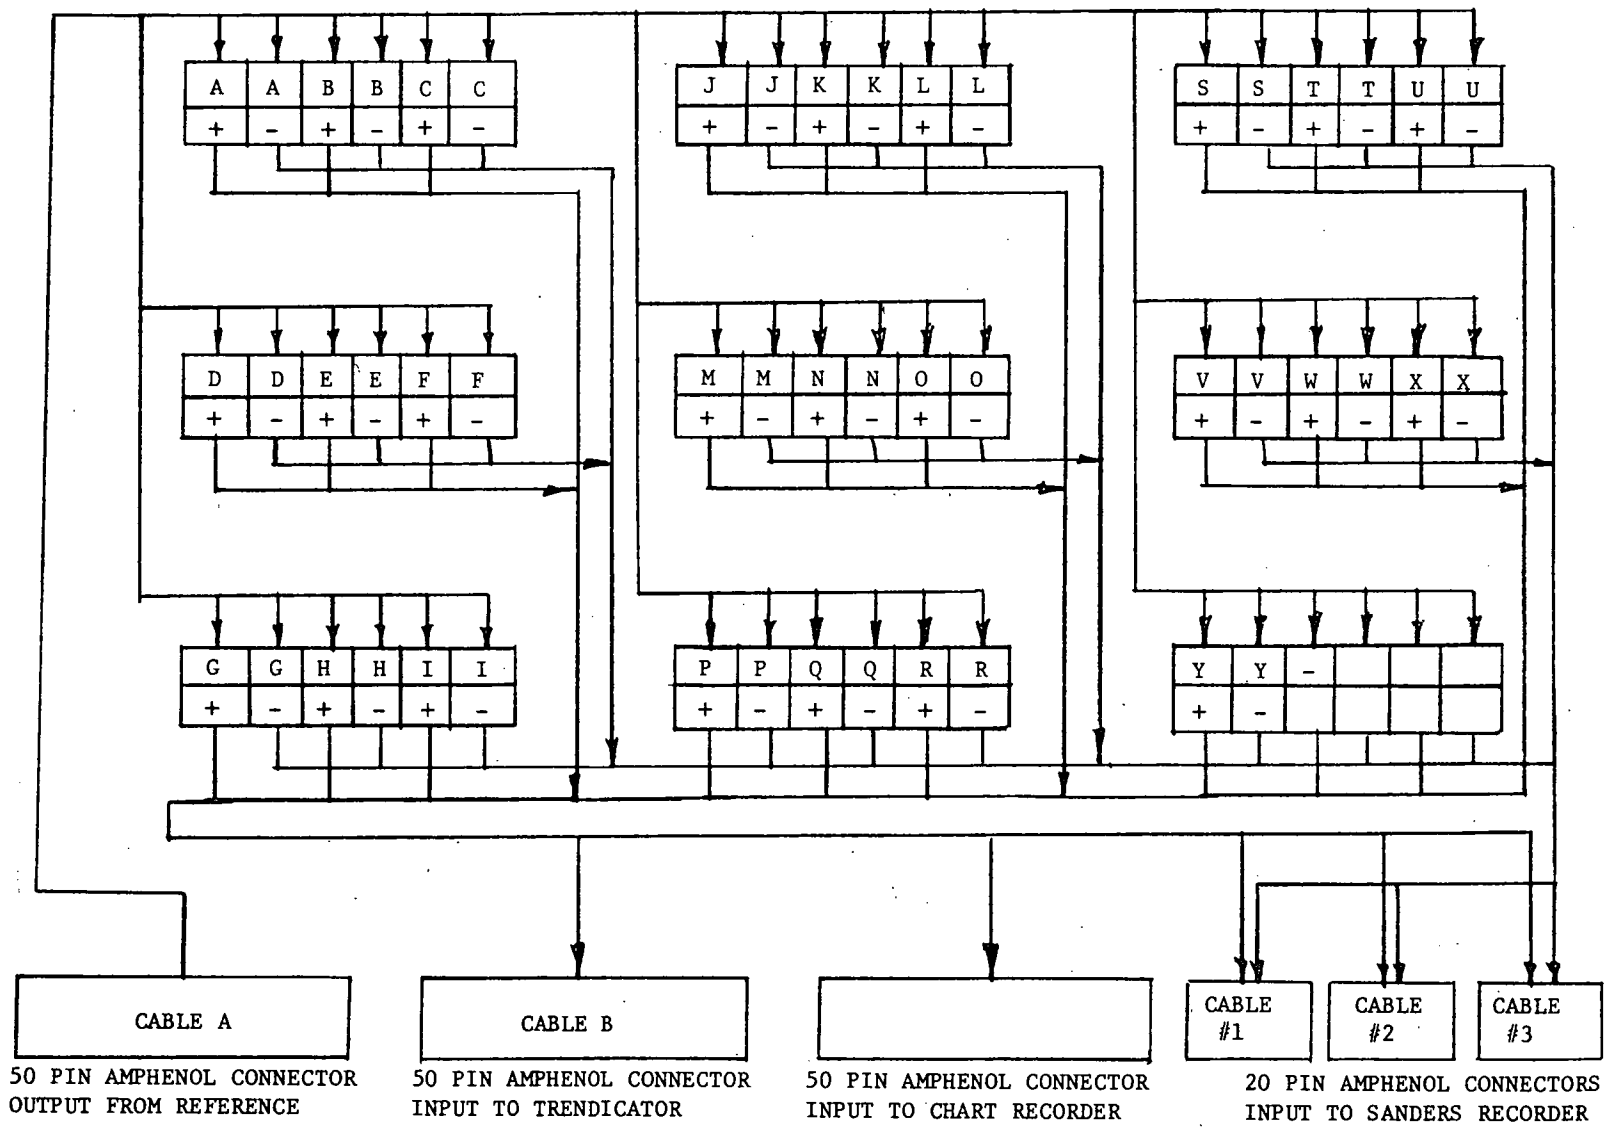 A A B B C C
+ - + - + -
J J K K L L
+ - + - + -
S S T T U U
+ - + - + -
D D E E F F
+ - + - + -
M M N N O O
+ - + - + -
V V W W X X
+ - + - + -
G G H H I I
+ - + - + -
P P Q Q R R
+ - + - + -
Y Y -
+ -
CABLE A
50 PIN AMPHENOL CONNECTOR
OUTPUT FROM REFERENCE
CABLE B
50 PIN AMPHENOL CONNECTOR
INPUT TO TRENDICATOR
50 PIN AMPHENOL CONNECTOR
INPUT TO CHART RECORDER
CABLE
#1
CABLE
#2
CABLE
#3
20 PIN AMPHENOL CONNECTORS
INPUT TO SANDERS RECORDER